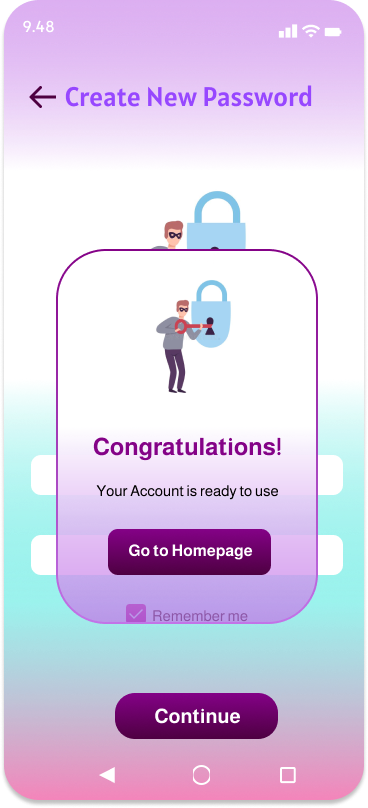 9.48
Create New Password
Congratulations!
Your Account is ready to use
Go to Homepage
Remember me
Continue